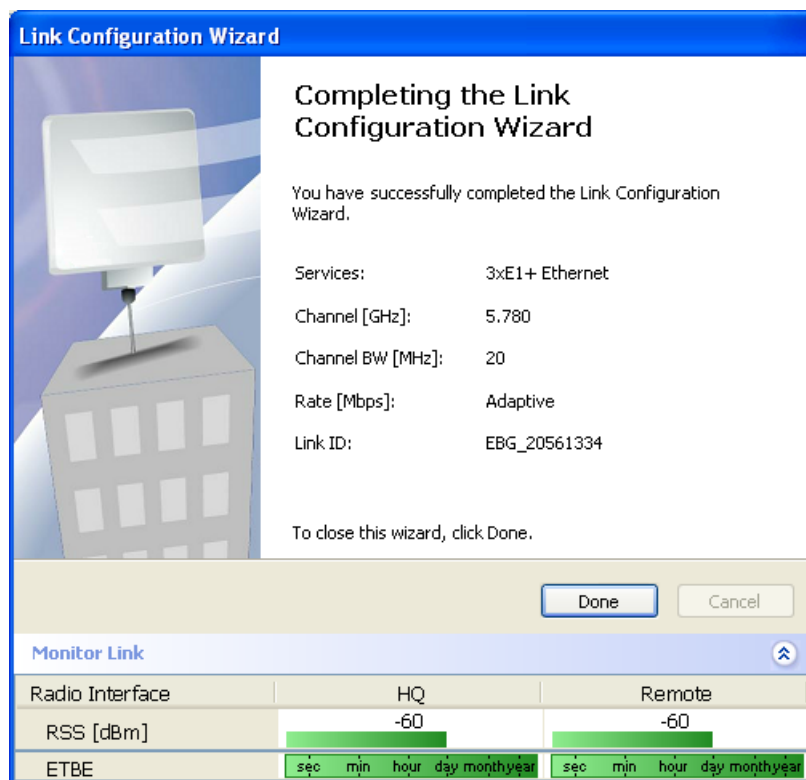 Link Configuration Wizard
Completing the Link
Configuration Wizard
You have successfully completed the Link Configuration
Wizard.
Services: 3xE1+ Ethernet
Channel [GHz]: 5.780
Channel BW [MHz]: 20
Rate [Mbps]: Adaptive
Link ID: EBG_20561334
To close this wizard, click Done.
Done Cancel
Monitor Link
Radio Interface HQ Remote
RSS [dBm] -60 -60
ETBE sec min hour day month year sec min hour day month year